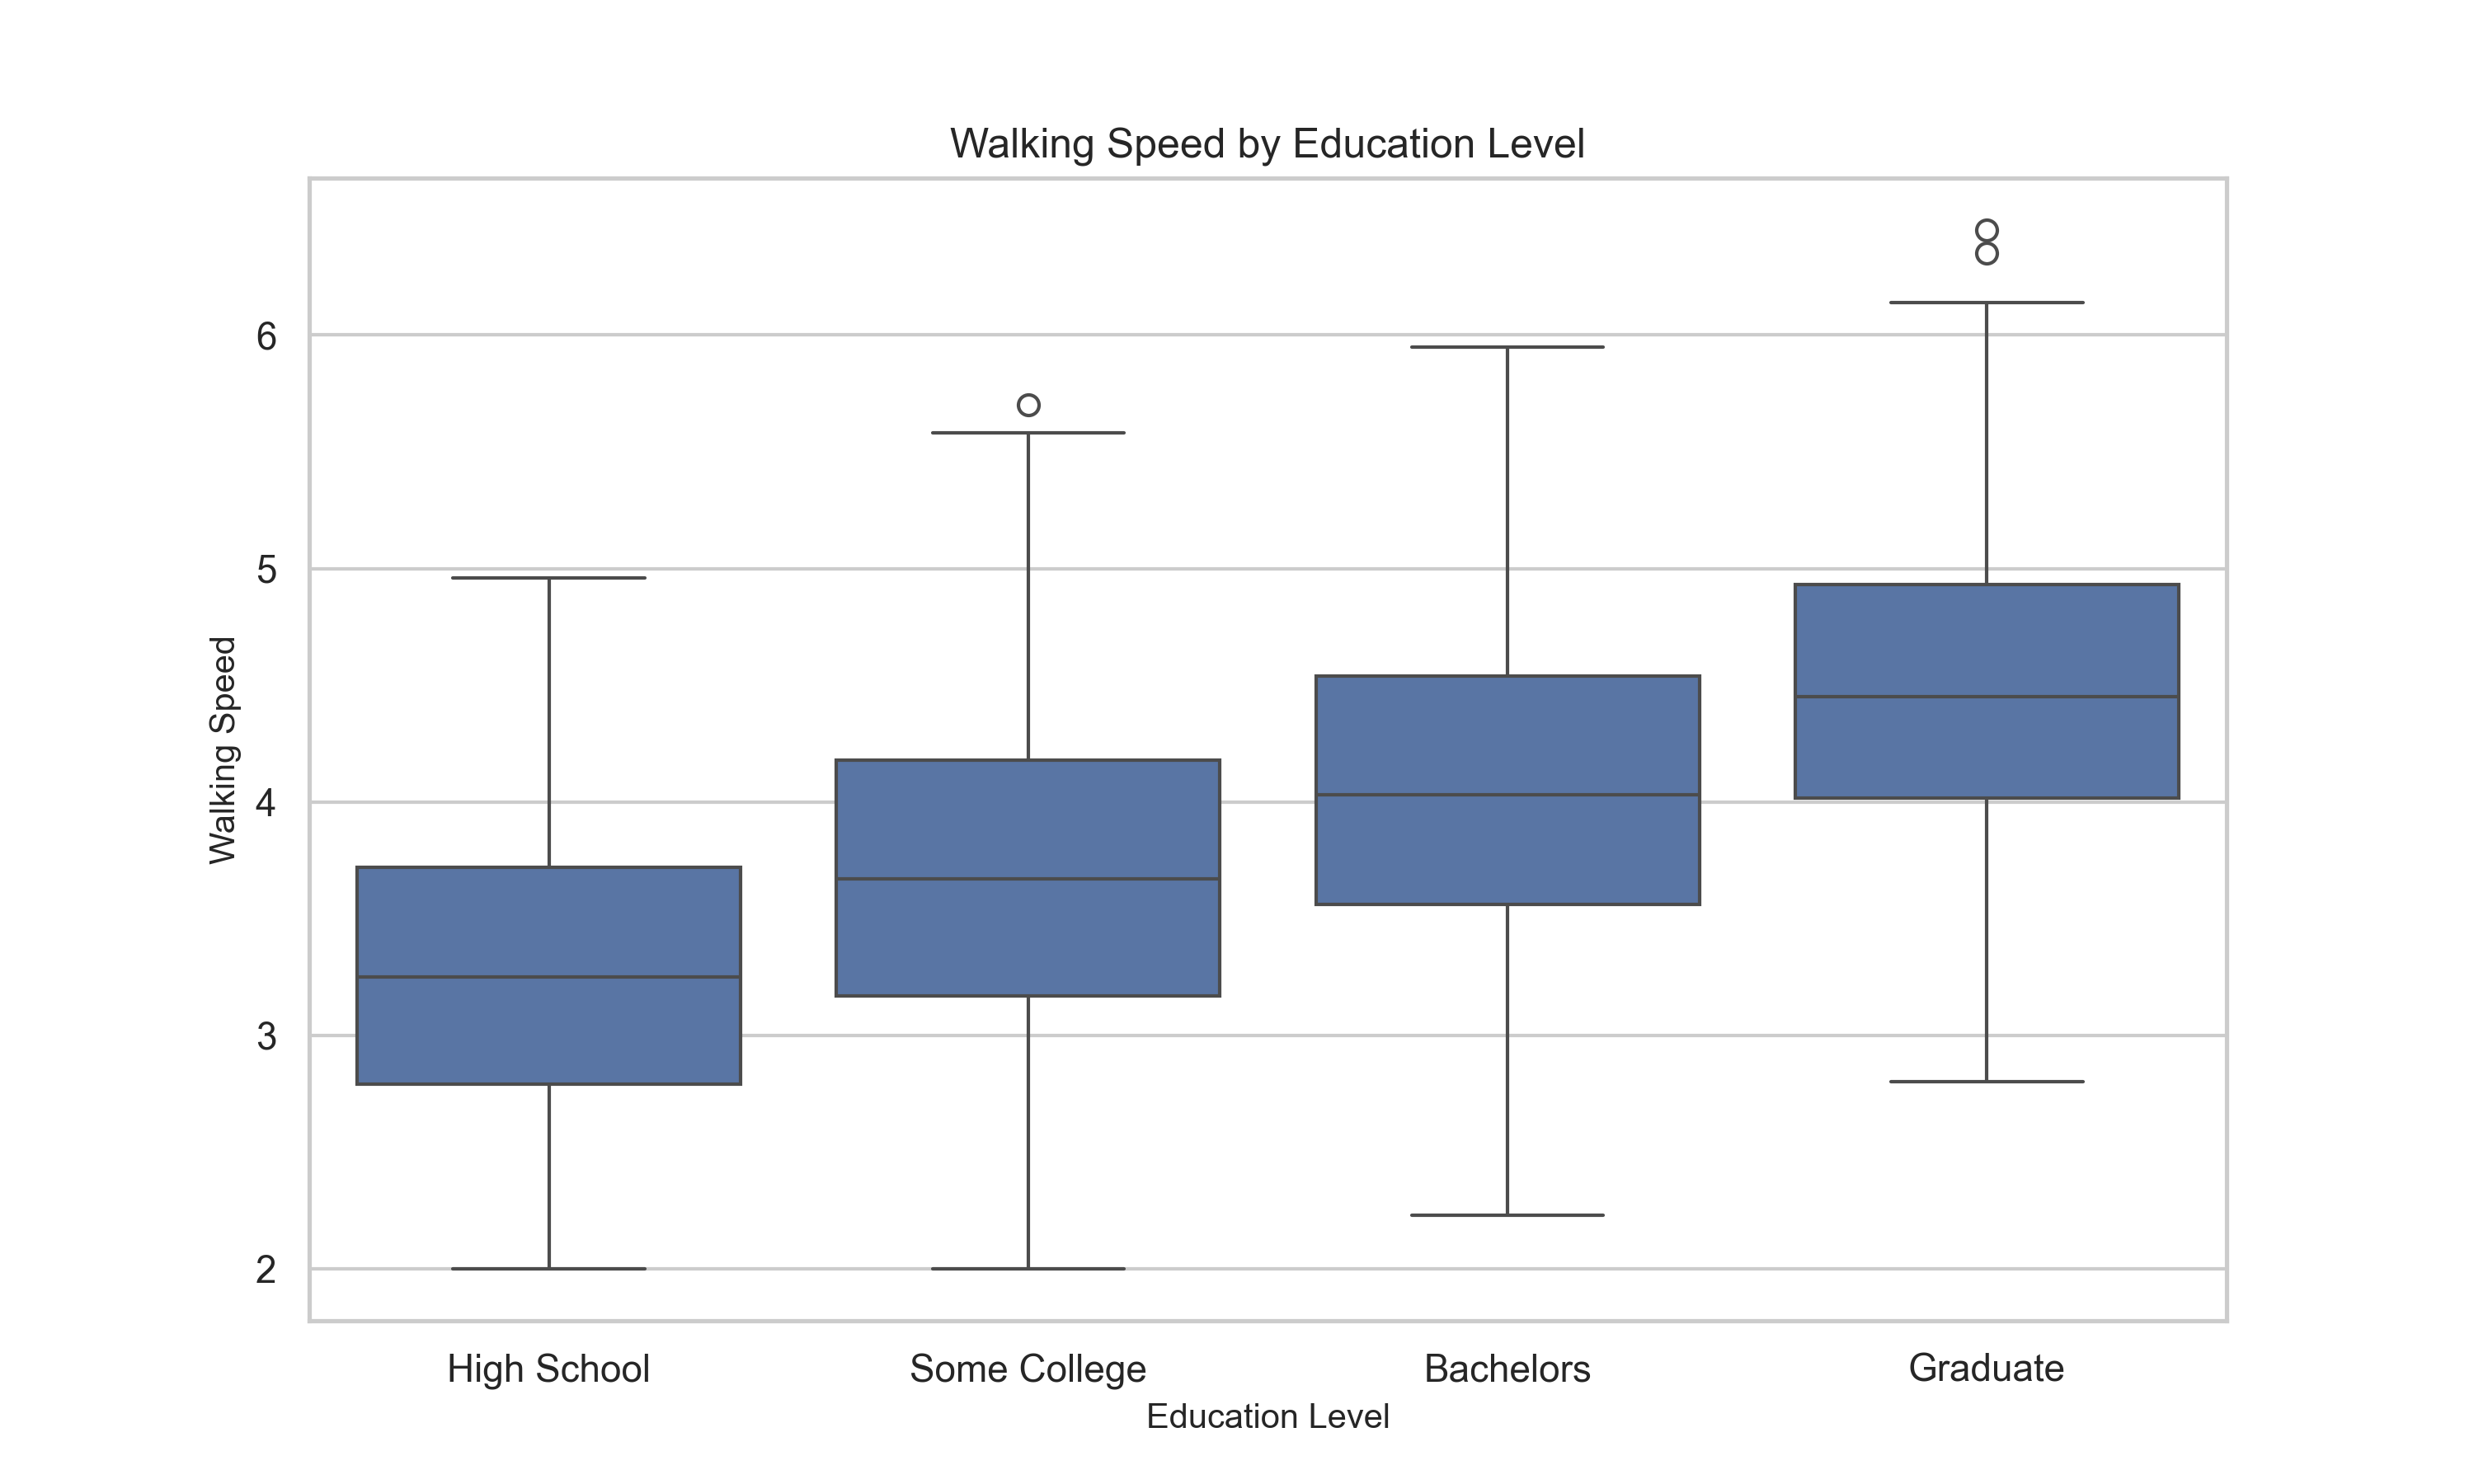 Walking Speed by Education Level
Walking Speed
6
5
4
3
2
High School
Some College
Bachelors
Graduate
Education Level